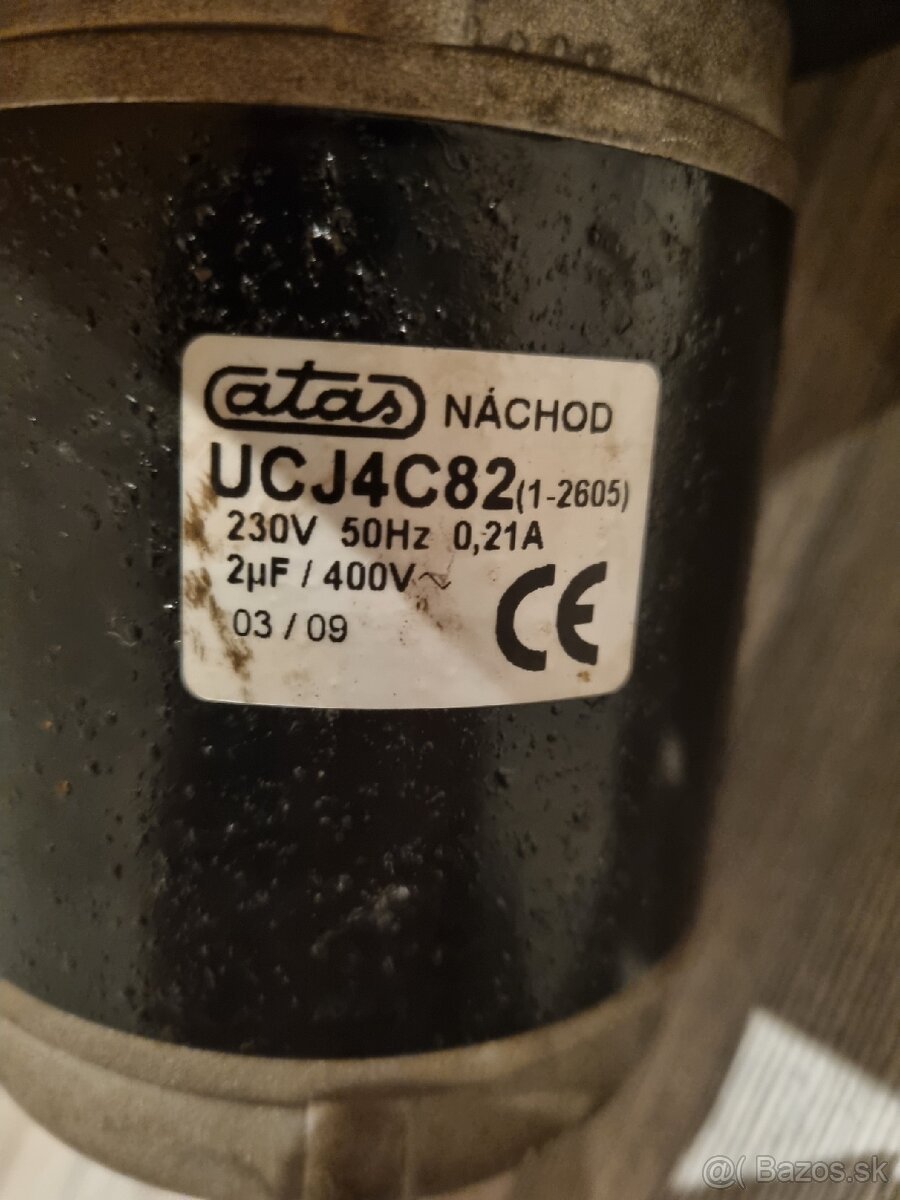 atas NÁCHOD
UCJ4C82(1-2605)
230V 50Hz 0,21A
2µF / 400V~
03 / 09
CE
@( Bazos.sk